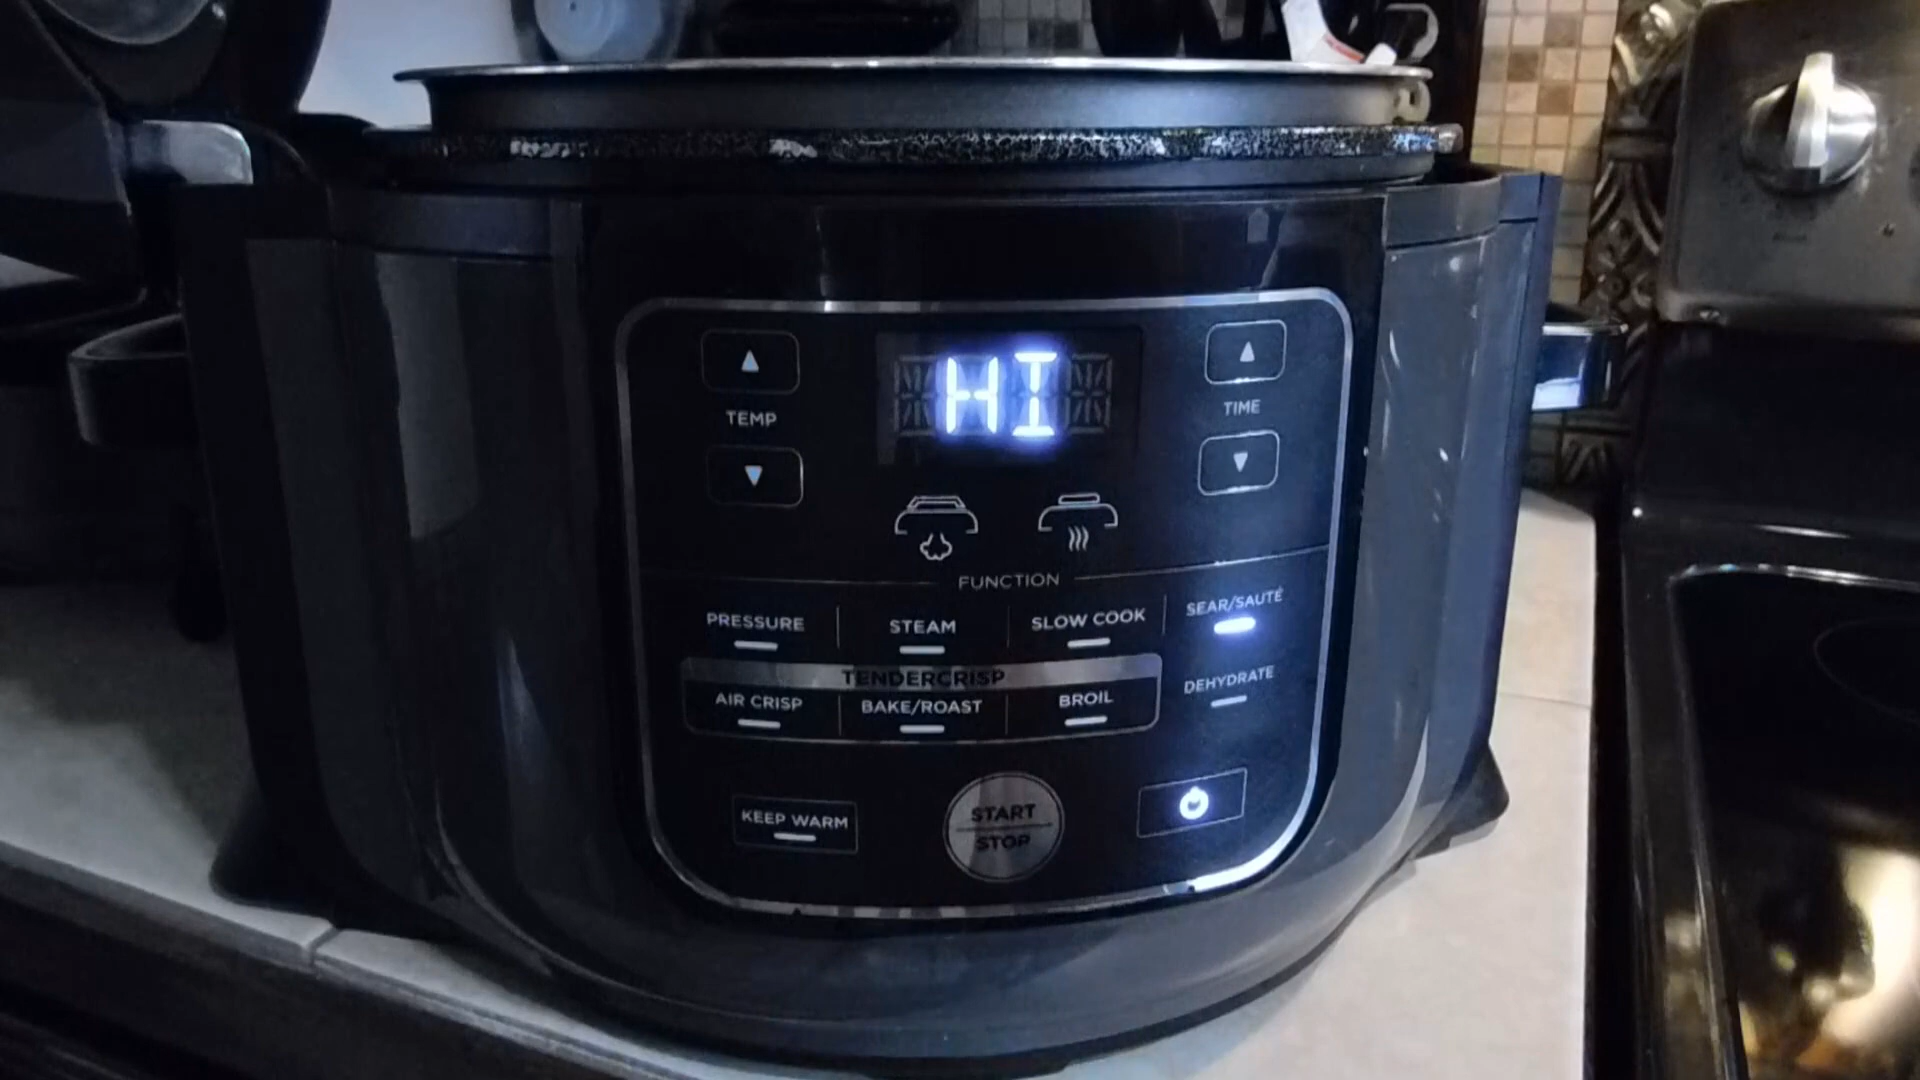 HI
TEMP
TIME
FUNCTION
PRESSURE
STEAM
SLOW COOK
SEAR/SAUTÉ
TENDERCRISP
DEHYDRATE
AIR CRISP
BAKE/ROAST
BROIL
KEEP WARM
START
STOP